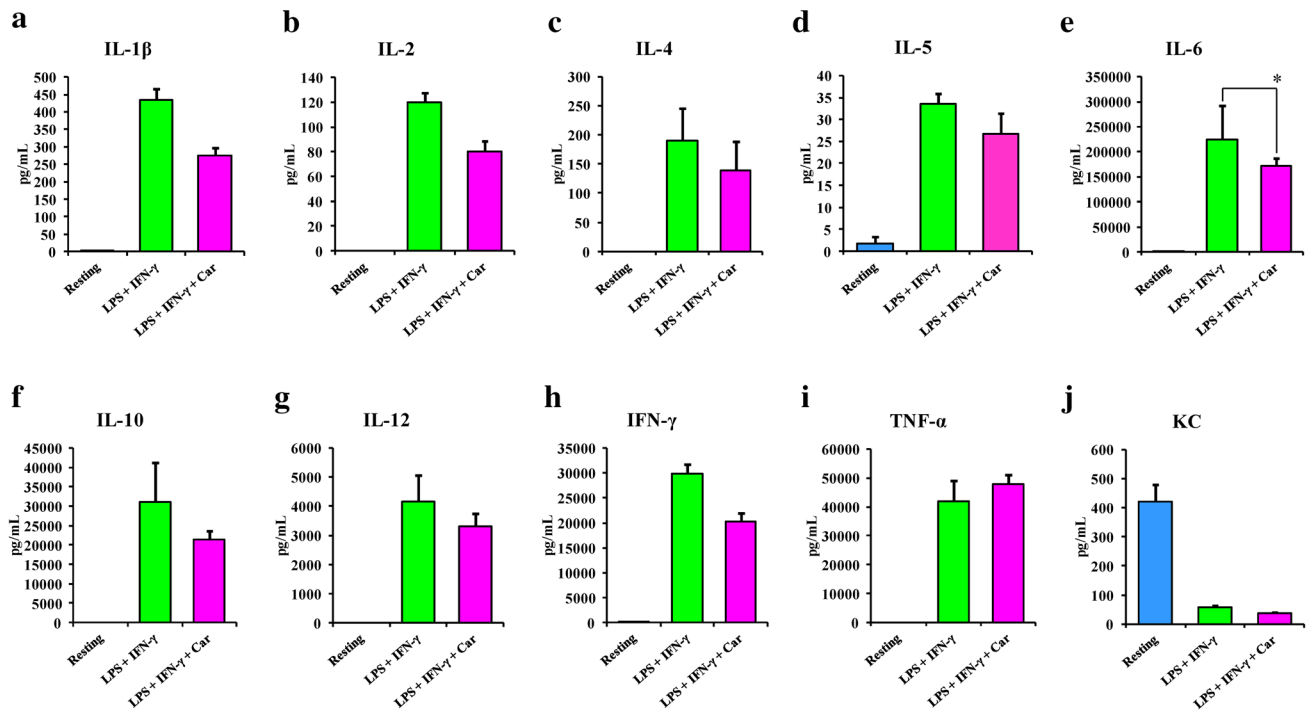 a
IL-1β
500
450
400
350
300
250
200
150
100
50
0
pg/mL
Resting
LPS + IFN-γ
LPS + IFN-γ + Car
b
IL-2
140
120
100
80
60
40
20
0
pg/mL
Resting
LPS + IFN-γ
LPS + IFN-γ + Car
c
IL-4
300
250
200
150
100
50
0
pg/mL
Resting
LPS + IFN-γ
LPS + IFN-γ + Car
d
IL-5
40
35
30
25
20
15
10
5
0
pg/mL
Resting
LPS + IFN-γ
LPS + IFN-γ + Car
e
IL-6
350000
300000
250000
200000
150000
100000
50000
0
pg/mL
*
Resting
LPS + IFN-γ
LPS + IFN-γ + Car
f
IL-10
45000
40000
35000
30000
25000
20000
15000
10000
5000
0
pg/mL
Resting
LPS + IFN-γ
LPS + IFN-γ + Car
g
IL-12
6000
5000
4000
3000
2000
1000
0
pg/mL
Resting
LPS + IFN-γ
LPS + IFN-γ + Car
h
IFN-γ
35000
30000
25000
20000
15000
10000
5000
0
pg/mL
Resting
LPS + IFN-γ
LPS + IFN-γ + Car
i
TNF-α
60000
50000
40000
30000
20000
10000
0
pg/mL
Resting
LPS + IFN-γ
LPS + IFN-γ + Car
j
KC
600
500
400
300
200
100
0
pg/mL
Resting
LPS + IFN-γ
LPS + IFN-γ + Car